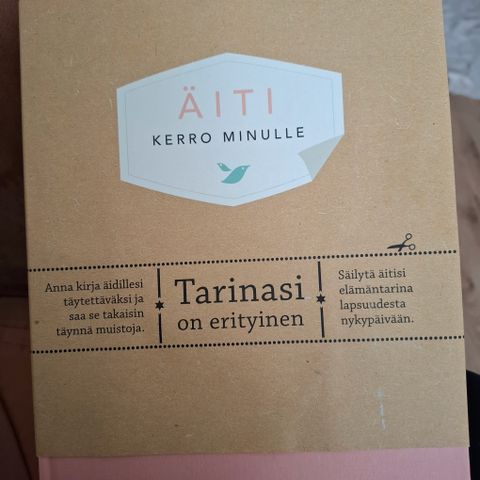 ÄITI
KERRO MINULLE
Anna kirja äidillesi
täytettäväksi ja
saa se takaisin
täynnä muistoja.
Tarinasi
on erityinen
Säilytä äitisi
elämäntarina
lapsuudesta
nykypäivään.